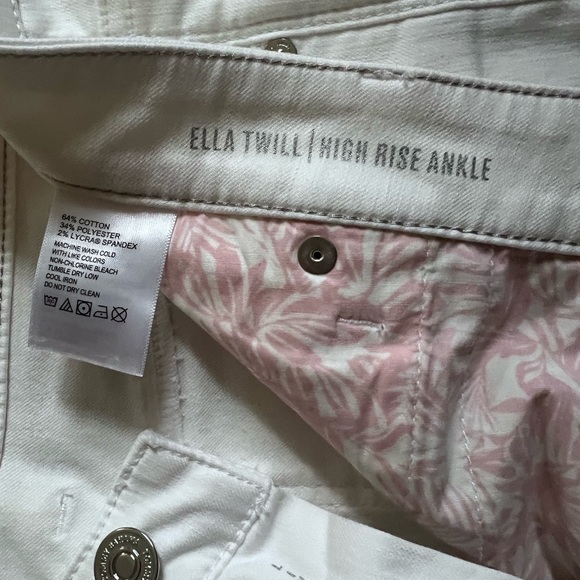 ELLA TWILL | HIGH RISE ANKLE
64% COTTON
34% POLYESTER
2% LYCRA® SPANDEX
MACHINE WASH COLD
WITH LIKE COLORS
NON-CHLORINE BLEACH
TUMBLE DRY LOW
COOL IRON
DO NOT DRY CLEAN